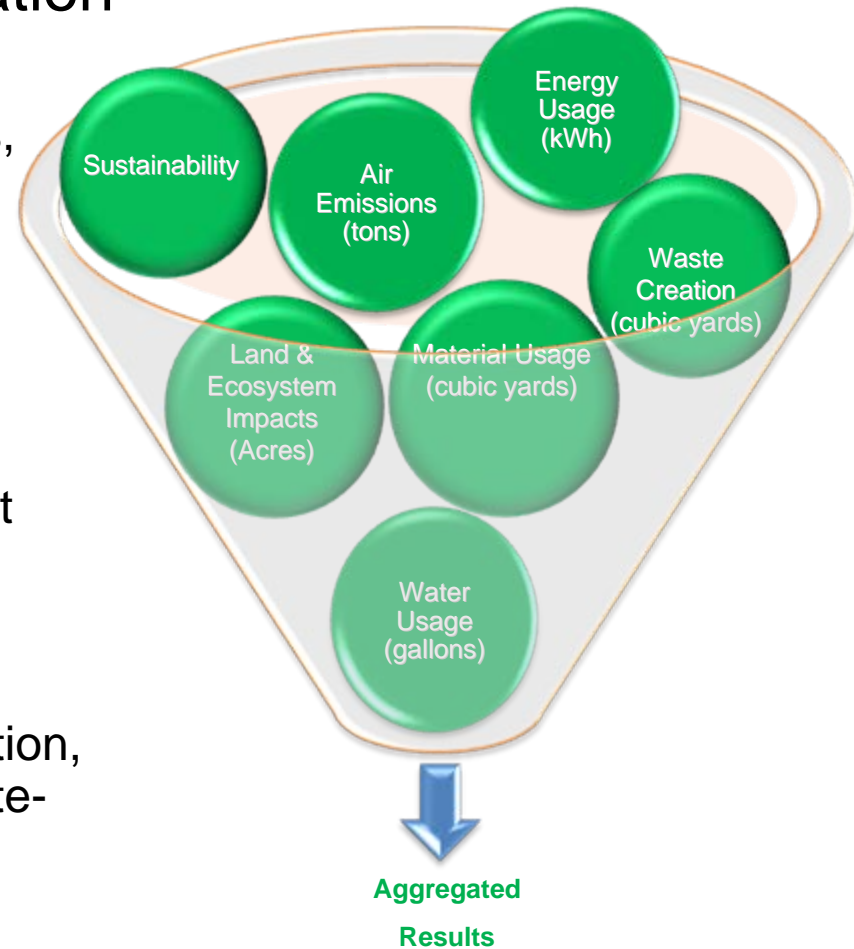 Sustainability
Air
Emissions
(tons)
Energy
Usage
(kWh)
Waste
Creation
(cubic yards)
Land &
Ecosystem
Impacts
(Acres)
Material Usage
(cubic yards)
Water
Usage
(gallons)
Aggregated
Results